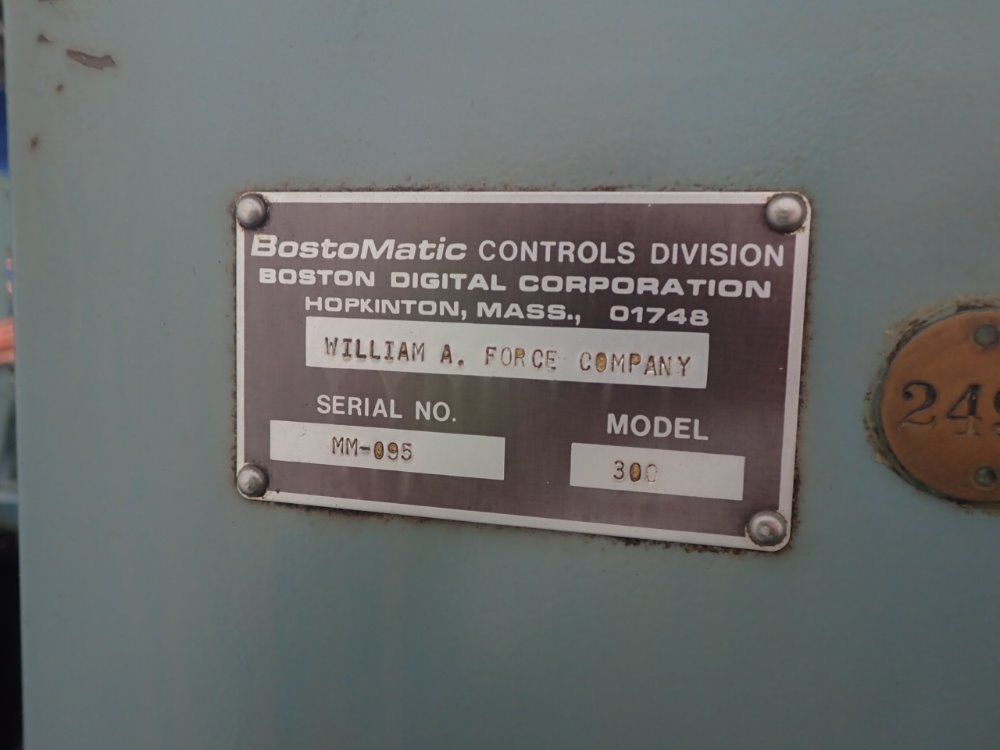 BostoMatic CONTROLS DIVISION
BOSTON DIGITAL CORPORATION
HOPKINTON, MASS., 01748
WILLIAM A. FORCE COMPANY
SERIAL NO.
MM-095
MODEL
300